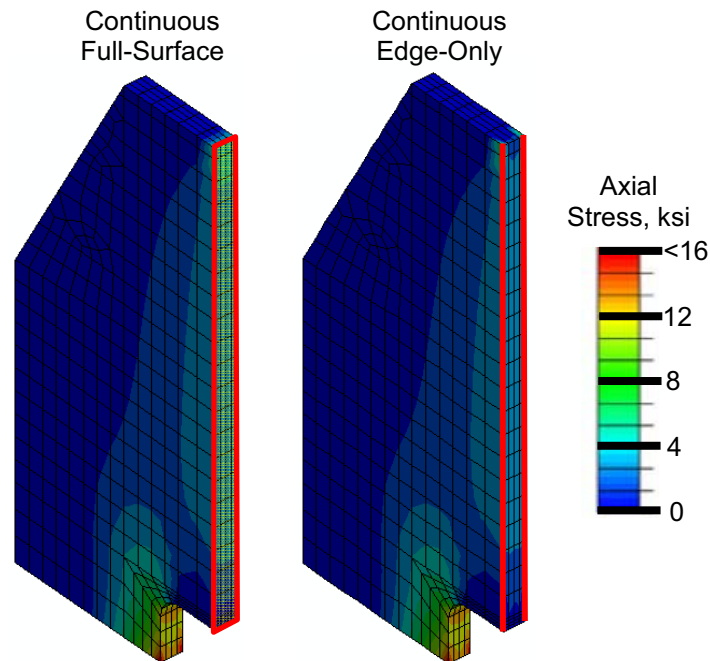 Continuous
Full-Surface
Continuous
Edge-Only
Axial
Stress, ksi
<16
12
8
4
0